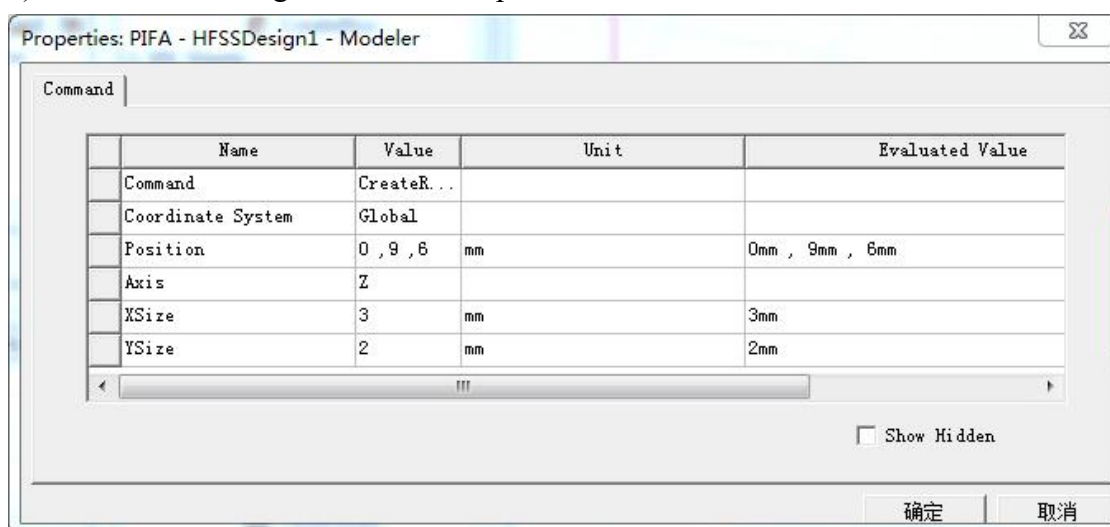 Properties: PIFA - HFSSDesign1 - Modeler
Command
Name Value Unit Evaluated Value
Command CreateR...
Coordinate System Global
Position 0 ,9 ,6 mm 0mm , 9mm , 6mm
Axis Z
XSize 3 mm 3mm
YSize 2 mm 2mm
Show Hidden
确定 取消